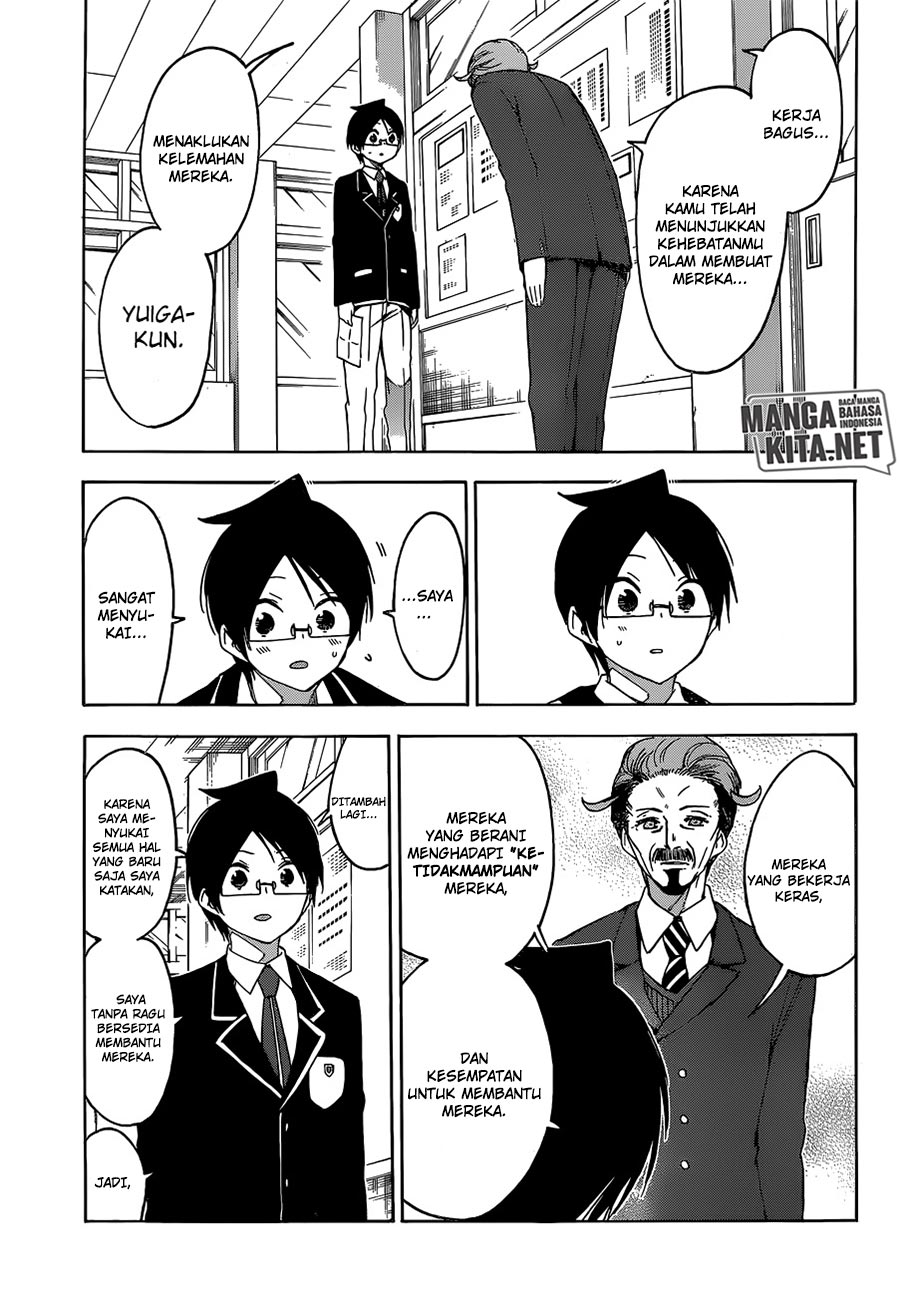 KERJA
BAGUS...
KARENA
KAMU TELAH
MENUNJUKKAN
KEHEBATANMU
DALAM MEMBUAT
MEREKA...
MENAKLUKAN
KELEMAHAN
MEREKA.
YUIGA-
KUN.
MANGA
KITA.NET
BACA MANGA
BAHASA
INDONESIA
...SAYA
...
SANGAT
MENYU-
KAI...
MEREKA
YANG BEKERJA
KERAS,
MEREKA
YANG BERANI
MENGHADAPI "KE-
TIDAKMAMPUAN"
MEREKA,
DAN
KESEMPATAN
UNTUK MEMBANTU
MEREKA.
DITAMBAH
LAGI...
KARENA
SAYA ME-
NYUKAI
SEMUA HAL
YANG BARU
SAJA SAYA
KATAKAN,
SAYA
TANPA RAGU
BERSEDIA
MEMBANTU
MEREKA.
JADI,